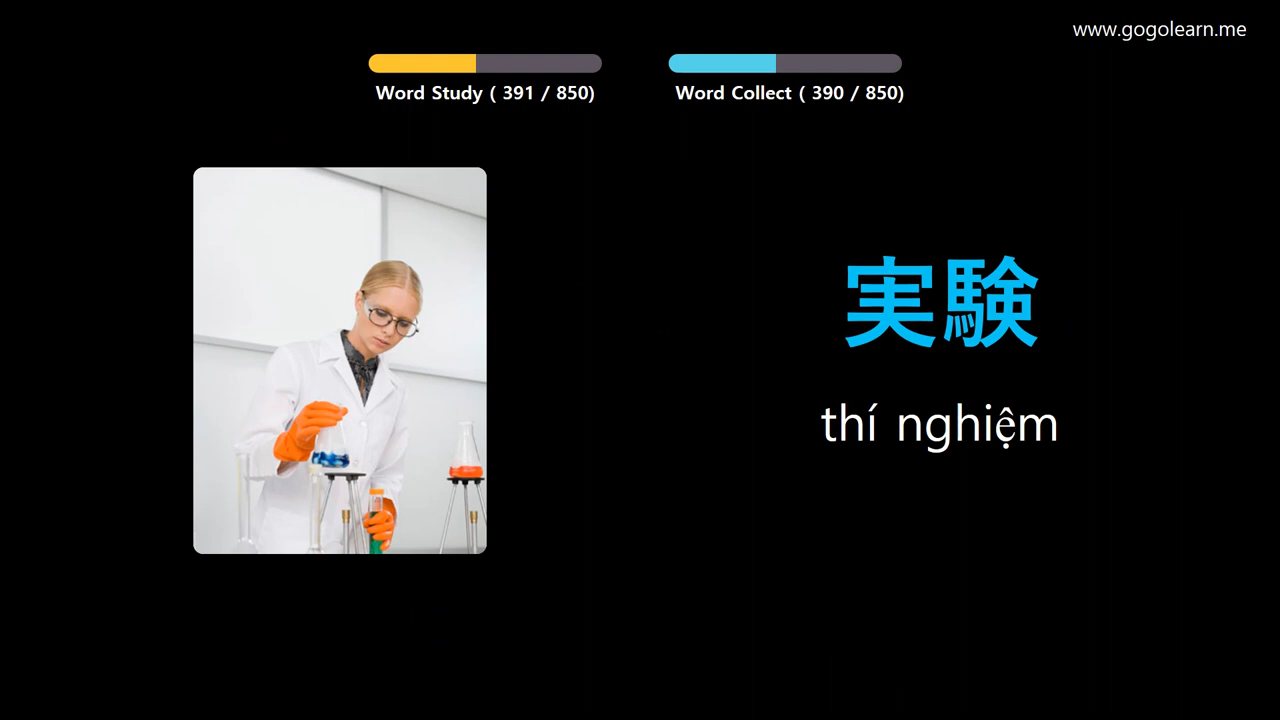 www.gogolearn.me
Word Study ( 391 / 850)
Word Collect ( 390 / 850)
実験
thí nghiệm